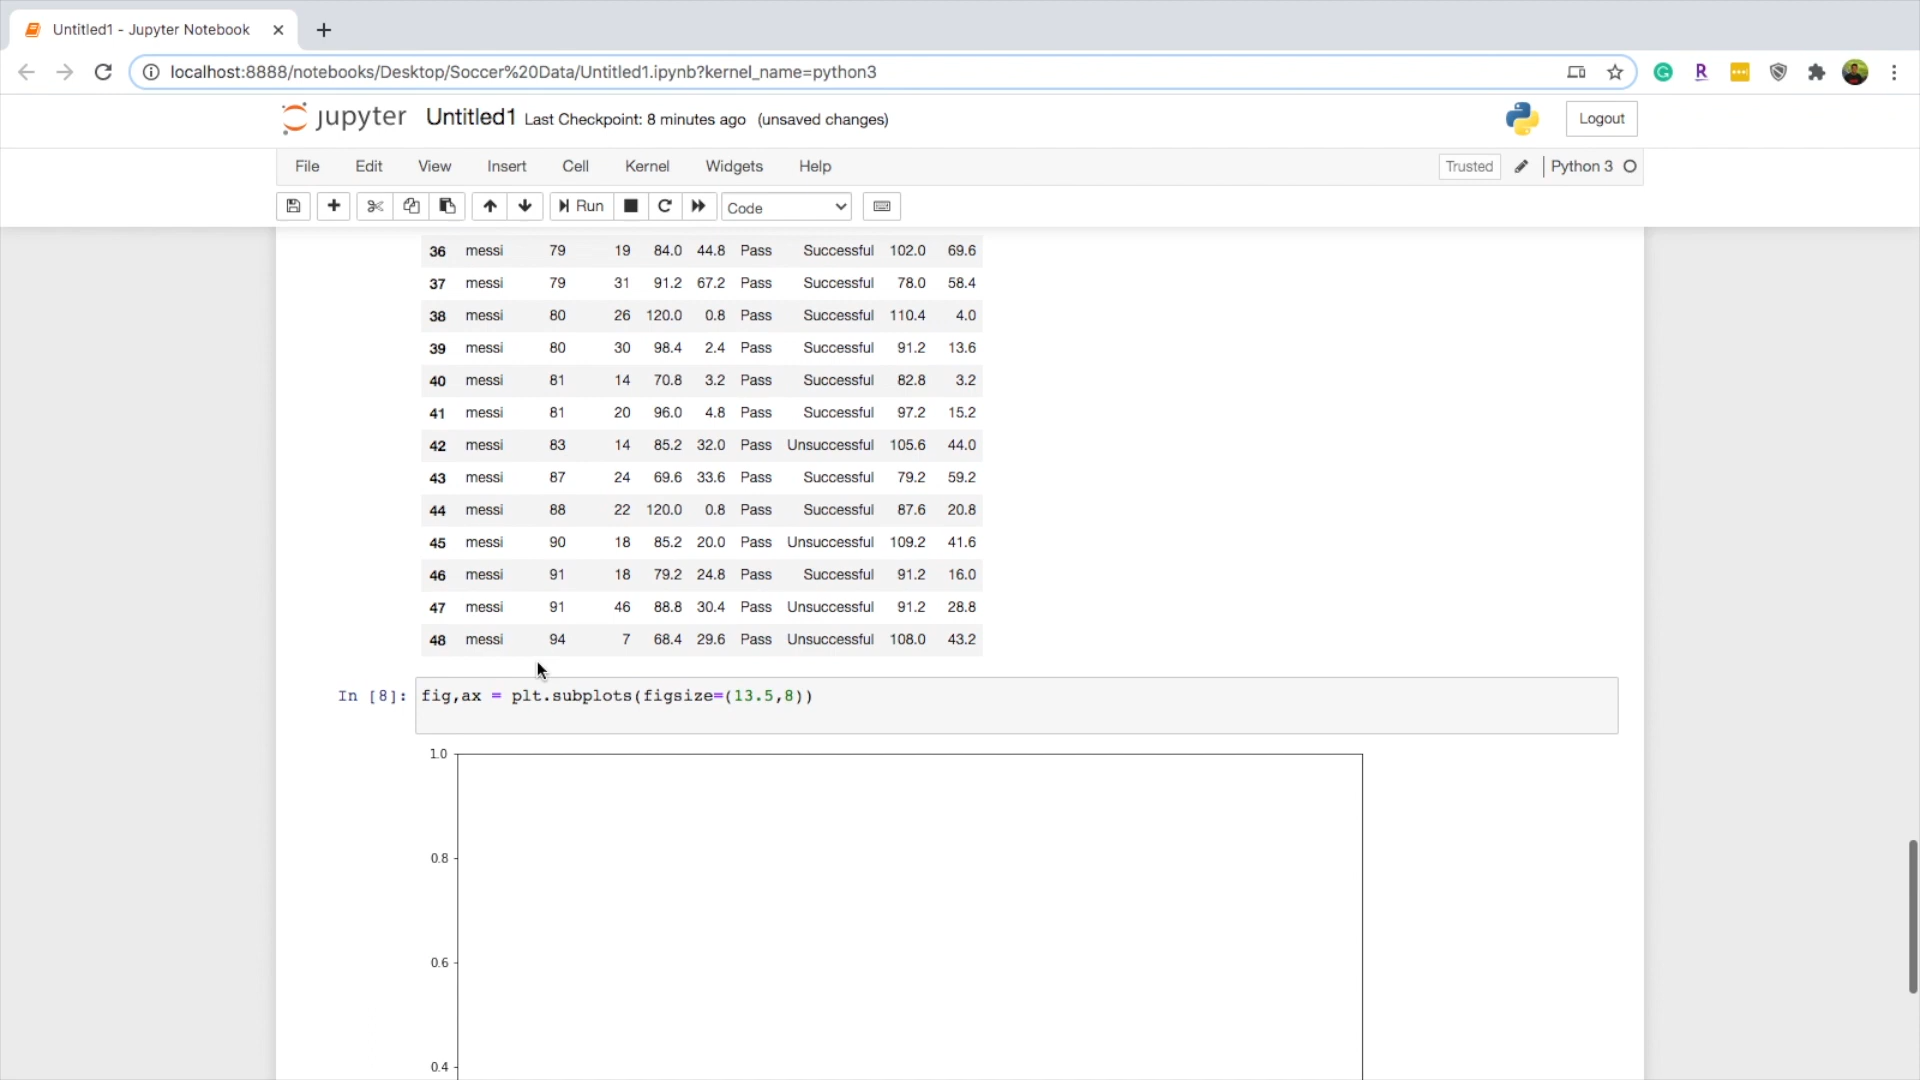 Untitled1 - Jupyter Notebook
localhost:8888/notebooks/Desktop/Soccer%20Data/Untitled1.ipynb?kernel_name=python3
jupyter Untitled1 Last Checkpoint: 8 minutes ago (unsaved changes) Logout
File Edit View Insert Cell Kernel Widgets Help Trusted Python 3
Run Code
36 messi 79 19 84.0 44.8 Pass Successful 102.0 69.6
37 messi 79 31 91.2 67.2 Pass Successful 78.0 58.4
38 messi 80 26 120.0 0.8 Pass Successful 110.4 4.0
39 messi 80 30 98.4 2.4 Pass Successful 91.2 13.6
40 messi 81 14 70.8 3.2 Pass Successful 82.8 3.2
41 messi 81 20 96.0 4.8 Pass Successful 97.2 15.2
42 messi 83 14 85.2 32.0 Pass Unsuccessful 105.6 44.0
43 messi 87 24 69.6 33.6 Pass Successful 79.2 59.2
44 messi 88 22 120.0 0.8 Pass Successful 87.6 20.8
45 messi 90 18 85.2 20.0 Pass Unsuccessful 109.2 41.6
46 messi 91 18 79.2 24.8 Pass Successful 91.2 16.0
47 messi 91 46 88.8 30.4 Pass Unsuccessful 91.2 28.8
48 messi 94 7 68.4 29.6 Pass Unsuccessful 108.0 43.2
In [8]: fig,ax = plt.subplots(figsize=(13.5,8))
1.0
0.8
0.6
0.4